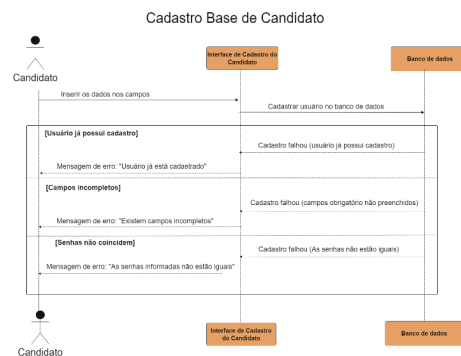 Cadastro Base de Candidato
Candidato
Interface de Cadastro do
Candidato
Banco de dados
Inserir os dados nos campos
Cadastrar usuário no banco de dados
[Usuário já possui cadastro]
Cadastro falhou (usuário já possui cadastro)
Mensagem de erro: "Usuário já está cadastrado"
[Campos incompletos]
Cadastro falhou (campos obrigatório não preenchidos)
Mensagem de erro: "Existem campos incompletos"
[Senhas não coincidem]
Cadastro falhou (As senhas não estão iguais)
Mensagem de erro: "As senhas informadas não estão iguais"
Candidato
Interface de Cadastro
do Candidato
Banco de dados